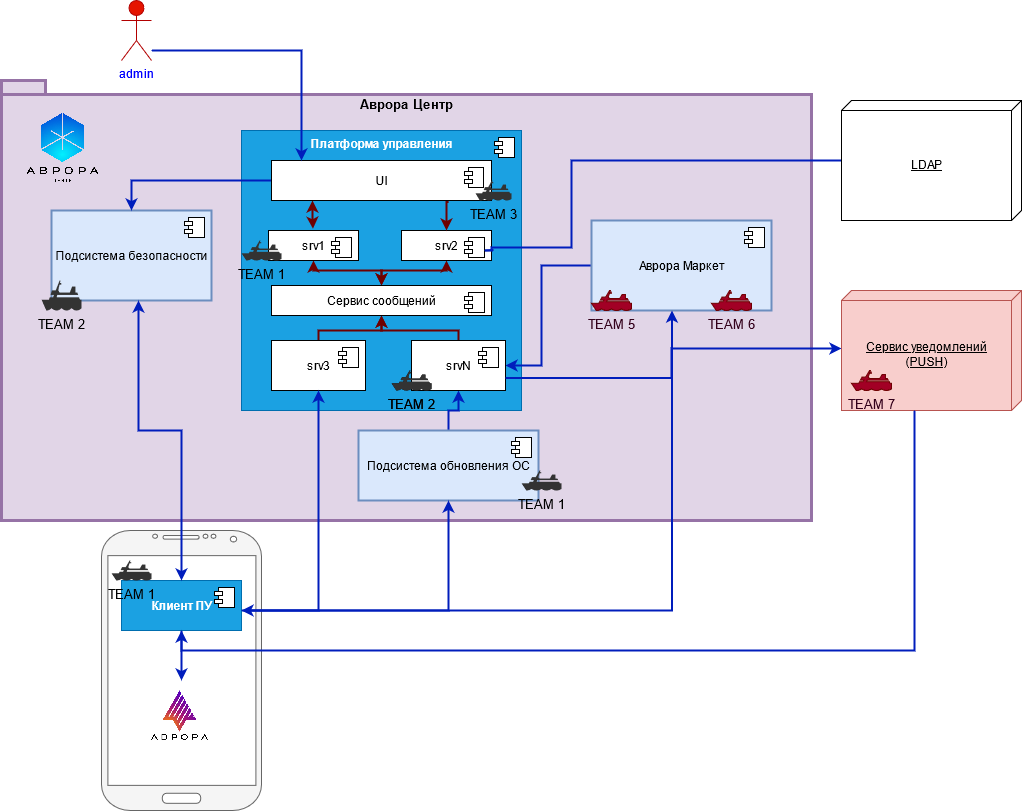 admin
Аврора Центр
АВРОРА
Платформа управления
UI
TEAM 3
LDAP
Подсистема безопасности
TEAM 2
srv1
TEAM 1
srv2
Аврора Маркет
TEAM 5
TEAM 6
Сервис сообщений
srv3
srvN
TEAM 2
Сервис уведомлений
(PUSH)
TEAM 7
Подсистема обновления ОС
TEAM 1
TEAM 1
Клиент ПУ
АВРОРА